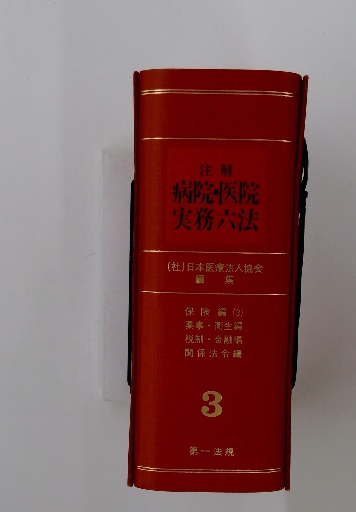 注解
病院・医院
実務六法
(社)日本医療法人協会
編集
保険編(3)
薬事・衛生編
税制・金融編
関係法令編
3
第一法規